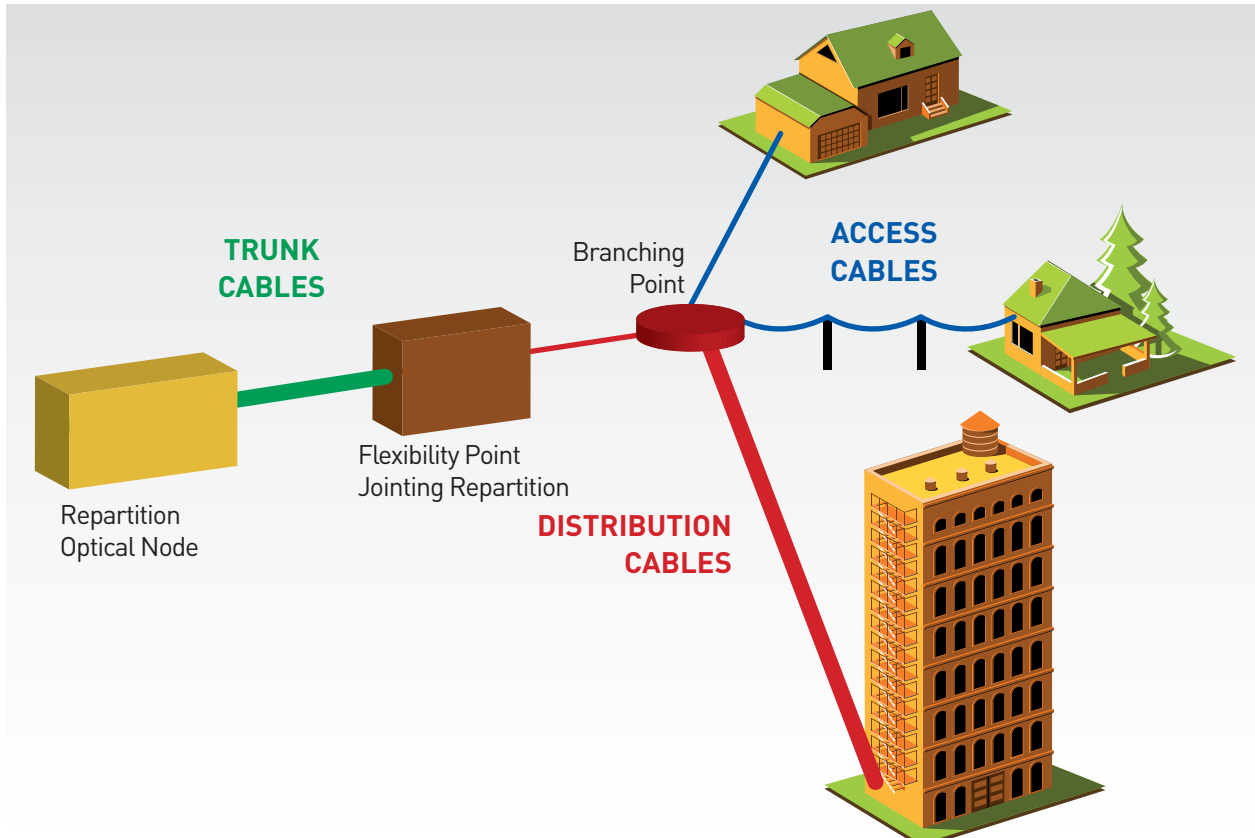 TRUNK
CABLES
Branching
Point
ACCESS
CABLES
Flexibility Point
Jointing Repartition
Repartition
Optical Node
DISTRIBUTION
CABLES